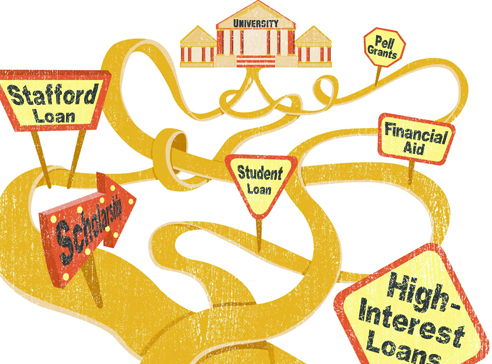 UNIVERSITY
Pell
Grants
Stafford
Loan
Financial
Aid
Student
Loan
Scholarship
High-
Interest
Loans